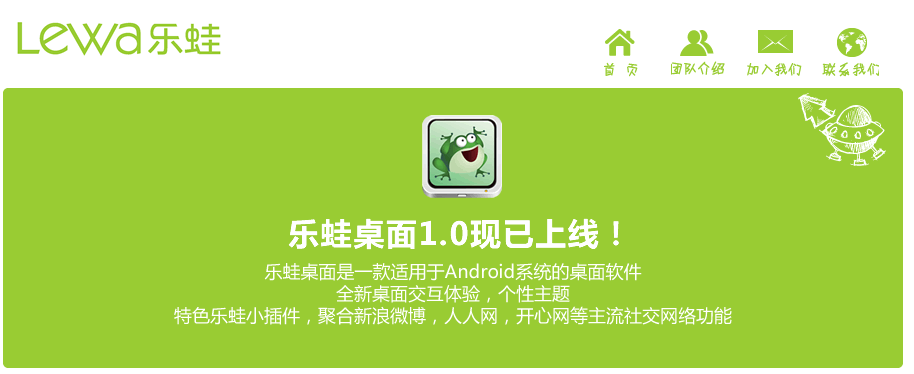 Lewa乐蛙
首 页
团队介绍
加入我们
联系我们
乐蛙桌面1.0现已上线！
乐蛙桌面是一款适用于Android系统的桌面软件
全新桌面交互体验，个性主题
特色乐蛙小插件，聚合新浪微博，人人网，开心网等主流社交网络功能